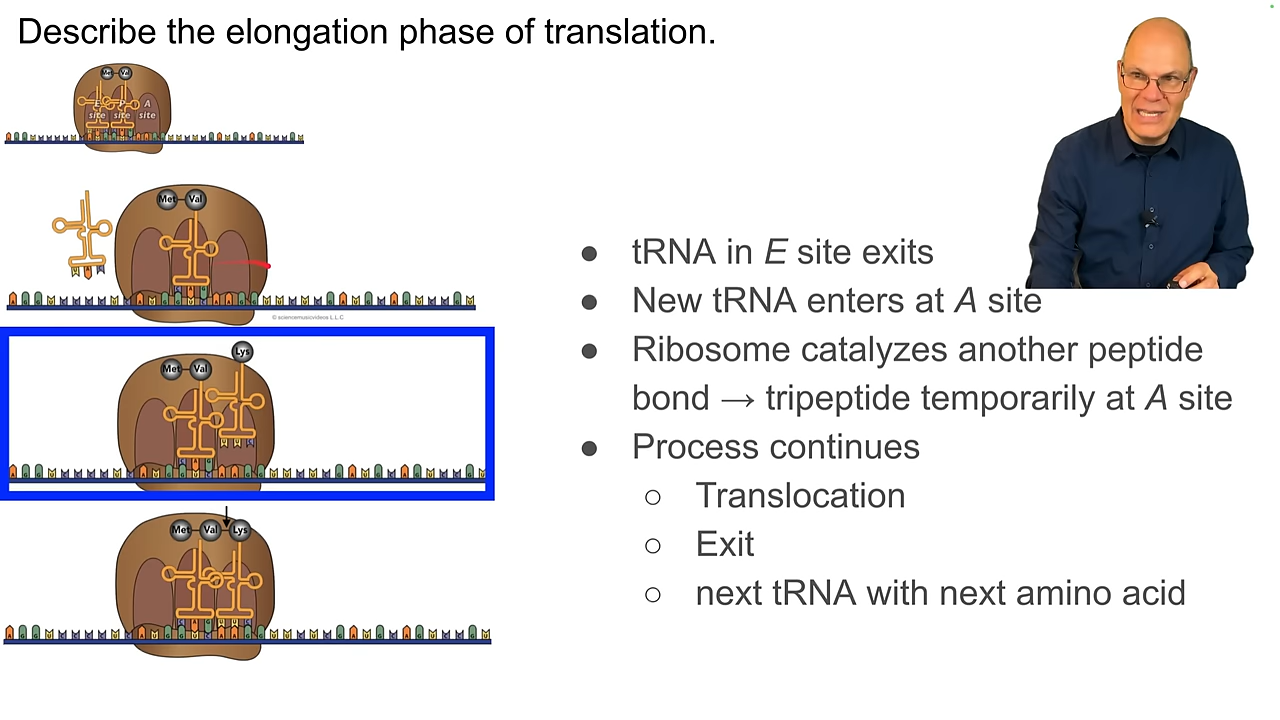 Describe the elongation phase of translation.
Met Val
E P A
site site site
Met Val
© sciencemusicvideos L.L.C
Lys
Met Val
Met Val Lys
● tRNA in E site exits
● New tRNA enters at A site
● Ribosome catalyzes another peptide
bond → tripeptide temporarily at A site
● Process continues
○ Translocation
○ Exit
○ next tRNA with next amino acid